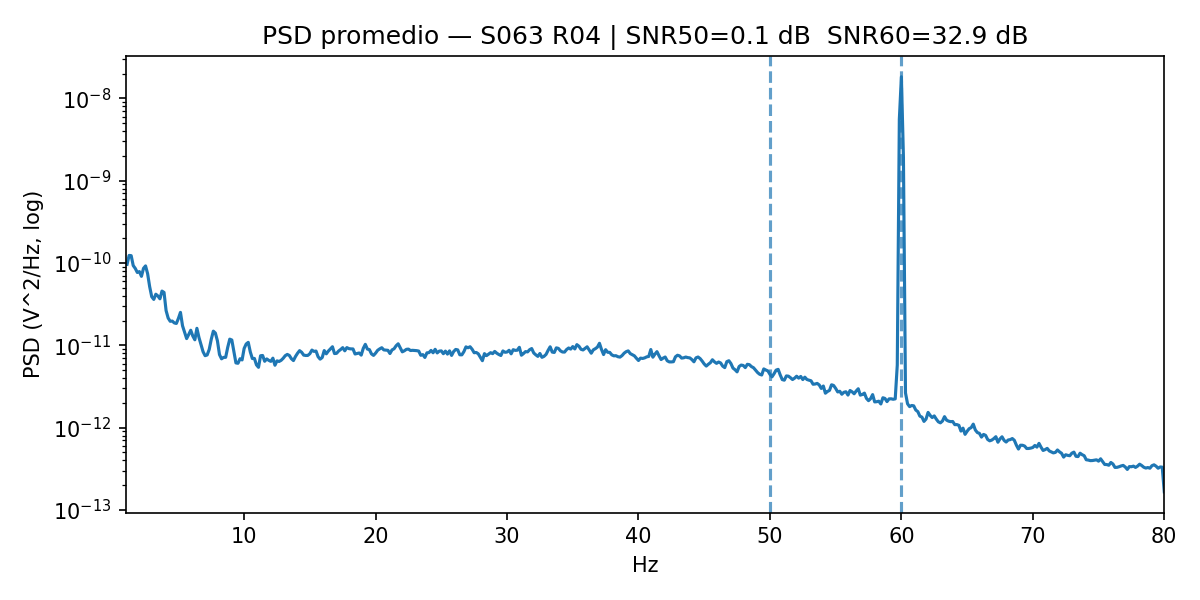 PSD promedio — S063 R04 | SNR50=0.1 dB  SNR60=32.9 dB
PSD (V^2/Hz, log)
10⁻⁸
10⁻⁹
10⁻¹⁰
10⁻¹¹
10⁻¹²
10⁻¹³
10 20 30 40 50 60 70 80
Hz